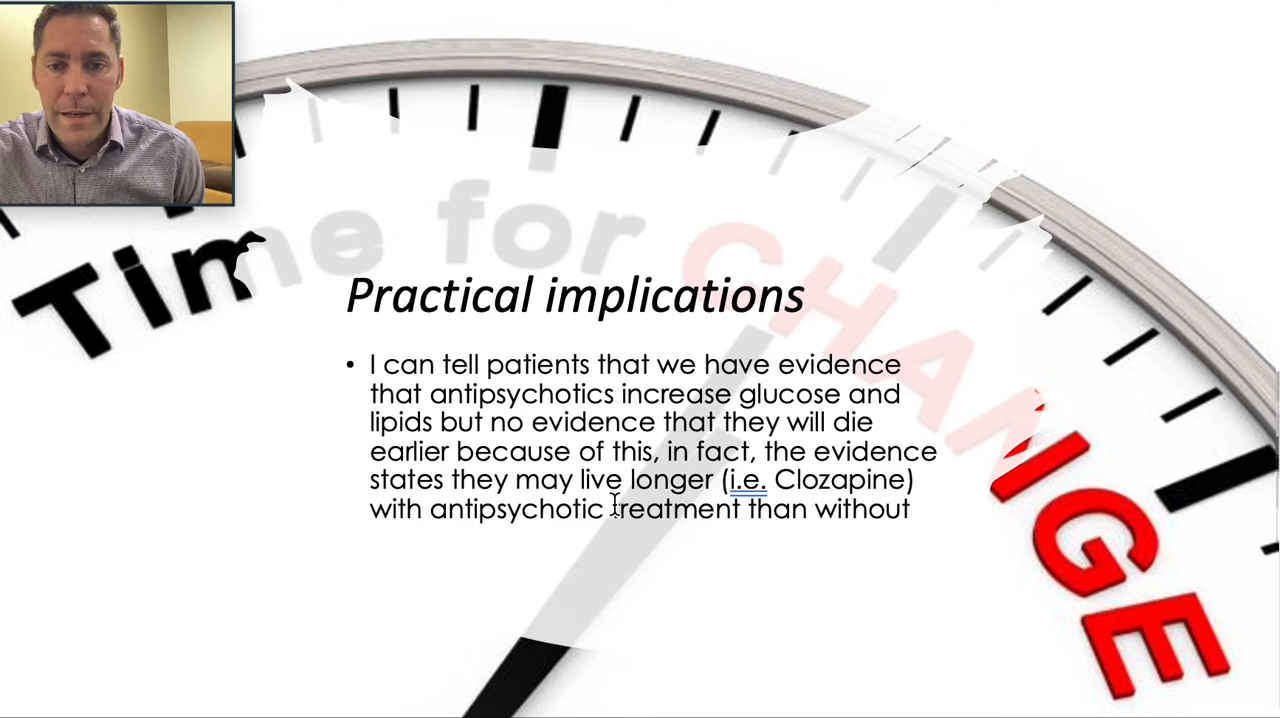 Time for CHANGE
Practical implications
• I can tell patients that we have evidence
that antipsychotics increase glucose and
lipids but no evidence that they will die
earlier because of this, in fact, the evidence
states they may live longer (i.e. Clozapine)
with antipsychotic treatment than without